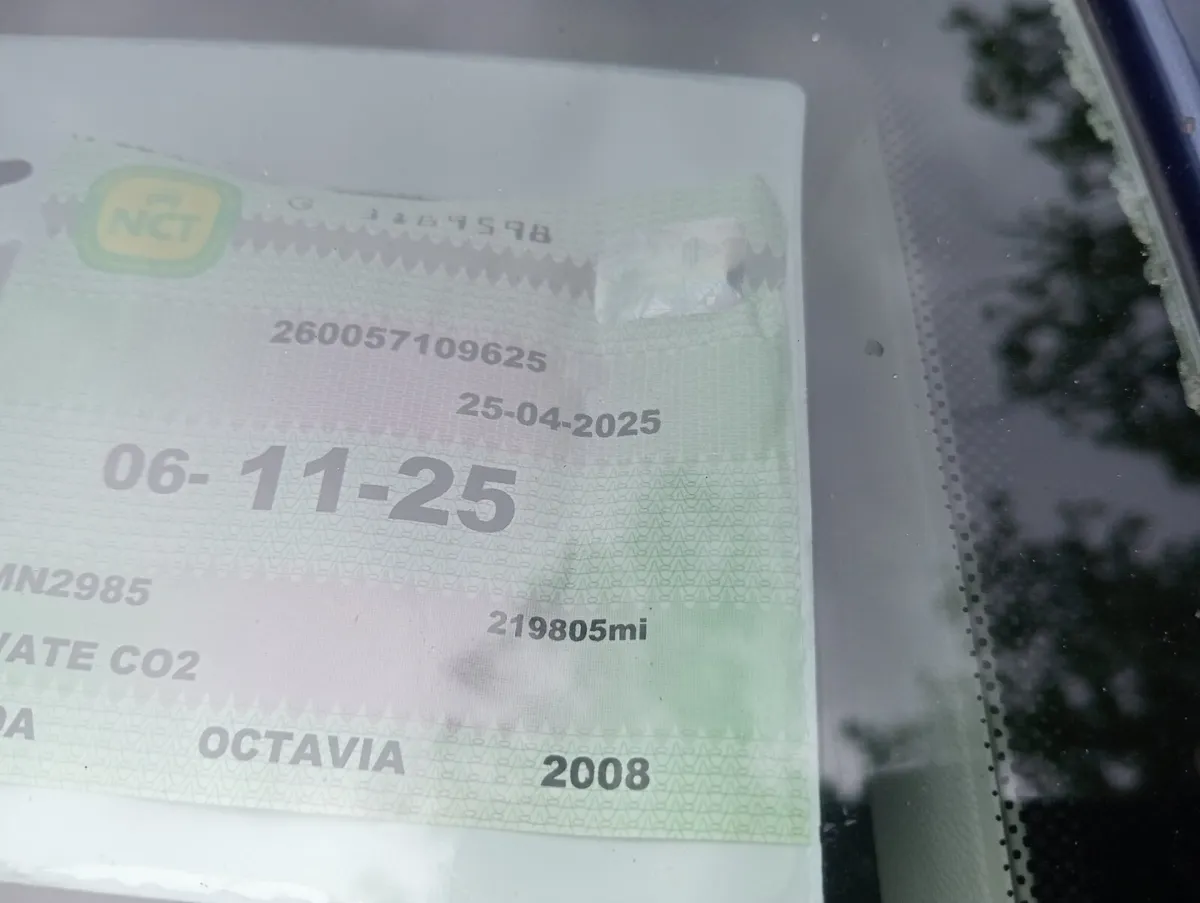 NCT
260057109625
25-04-2025
06- 11-25
MN2985
219805mi
VATE CO2
DA OCTAVIA 2008